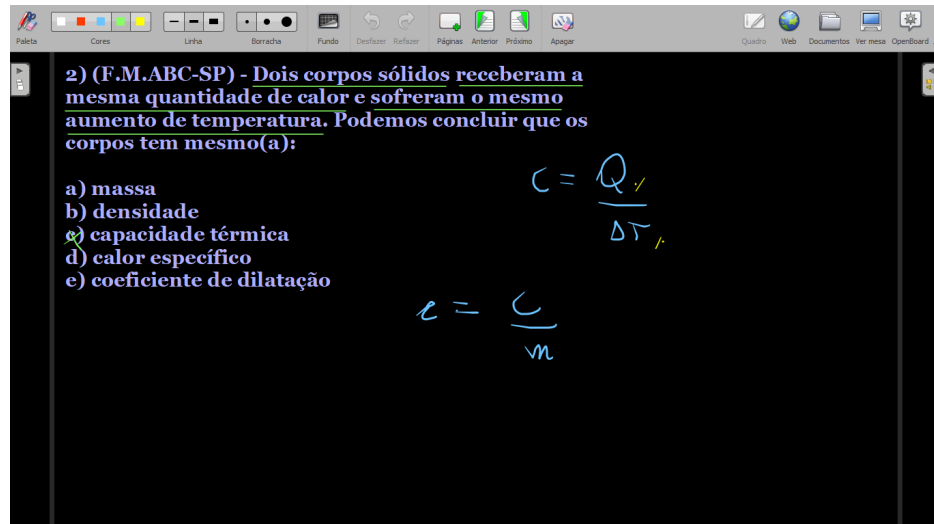 Paleta
Cores
Linha
Borracha
Fundo
Desfazer
Refazer
Páginas
Anterior
Próximo
Apagar
Quadro
Web
Documentos
Ver mesa
OpenBoard
2) (F.M.ABC-SP) - Dois corpos sólidos receberam a
mesma quantidade de calor e sofreram o mesmo
aumento de temperatura. Podemos concluir que os
corpos tem mesmo(a):
a) massa
b) densidade
c) capacidade térmica
d) calor específico
e) coeficiente de dilatação
C = Q
ΔT
c = C
m